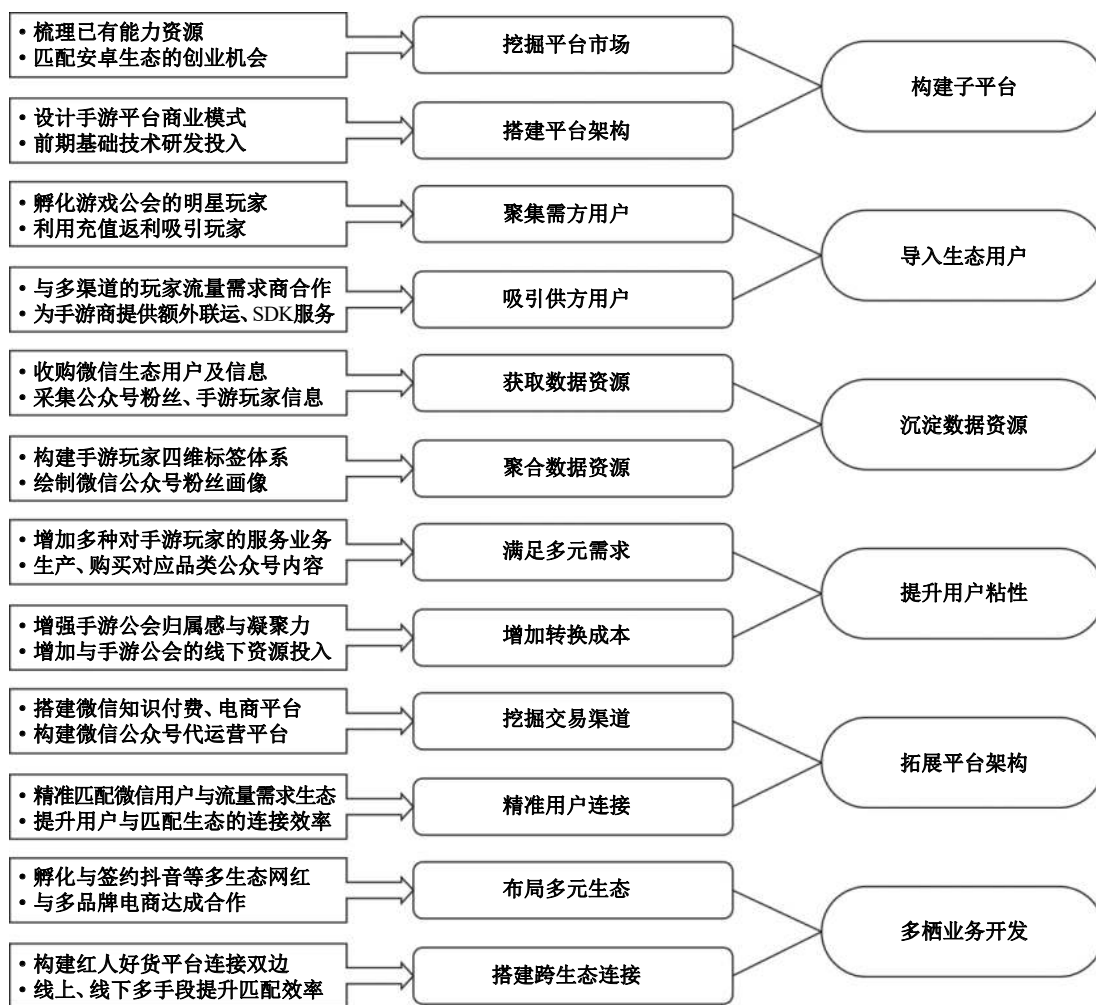 • 梳理已有能力资源
• 匹配安卓生态的创业机会
挖掘平台市场
构建子平台
• 设计手游平台商业模式
• 前期基础技术研发投入
搭建平台架构
• 孵化游戏公会的明星玩家
• 利用充值返利吸引玩家
聚集需方用户
导入生态用户
• 与多渠道的玩家流量需求商合作
• 为手游商提供额外联运、SDK服务
吸引供方用户
• 收购微信生态用户及信息
• 采集公众号粉丝、手游玩家信息
获取数据资源
沉淀数据资源
• 构建手游玩家四维标签体系
• 绘制微信公众号粉丝画像
聚合数据资源
• 增加多种对手游玩家的服务业务
• 生产、购买对应品类公众号内容
满足多元需求
提升用户粘性
• 增强手游公会归属感与凝聚力
• 增加与手游公会的线下资源投入
增加转换成本
• 搭建微信知识付费、电商平台
• 构建微信公众号代运营平台
挖掘交易渠道
拓展平台架构
• 精准匹配微信用户与流量需求生态
• 提升用户与匹配生态的连接效率
精准用户连接
• 孵化与签约抖音等多生态网红
• 与多品牌电商达成合作
布局多元生态
多栖业务开发
• 构建红人好货平台连接双边
• 线上、线下多手段提升匹配效率
搭建跨生态连接